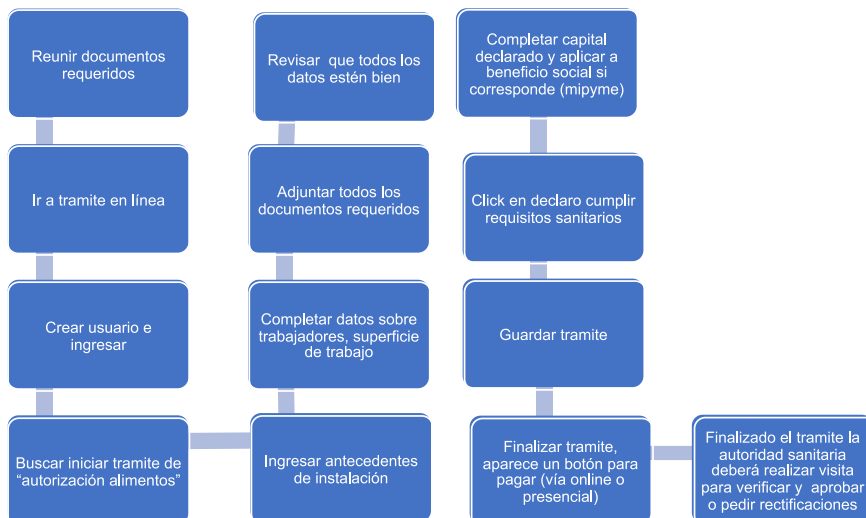 Reunir documentos
requeridos
Ir a tramite en línea
Crear usuario e
ingresar
Buscar iniciar tramite de
“autorización alimentos”
Ingresar antecedentes
de instalación
Completar datos sobre
trabajadores, superficie
de trabajo
Adjuntar todos los
documentos requeridos
Revisar que todos los
datos estén bien
Completar capital
declarado y aplicar a
beneficio social si
corresponde (mipyme)
Click en declaro cumplir
requisitos sanitarios
Guardar tramite
Finalizar tramite,
aparece un botón para
pagar (vía online o
presencial)
Finalizado el tramite la
autoridad sanitaria
deberá realizar visita
para verificar y aprobar
o pedir rectificaciones